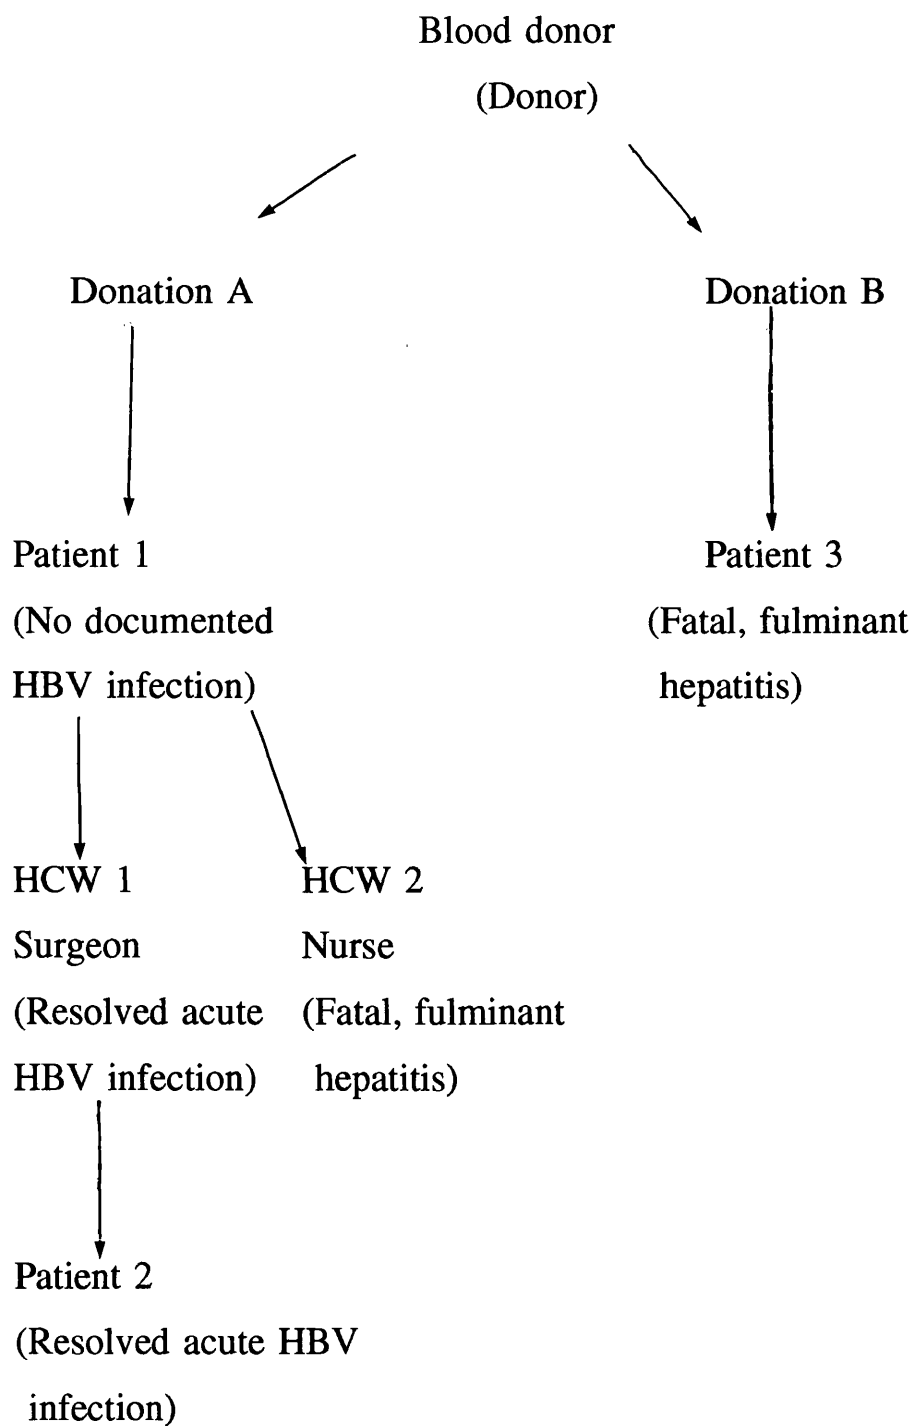 Blood donor
(Donor)
Donation A
Donation B
Patient 1
(No documented
HBV infection)
Patient 3
(Fatal, fulminant
hepatitis)
HCW 1
Surgeon
(Resolved acute
HBV infection)
HCW 2
Nurse
(Fatal, fulminant
hepatitis)
Patient 2
(Resolved acute HBV
infection)